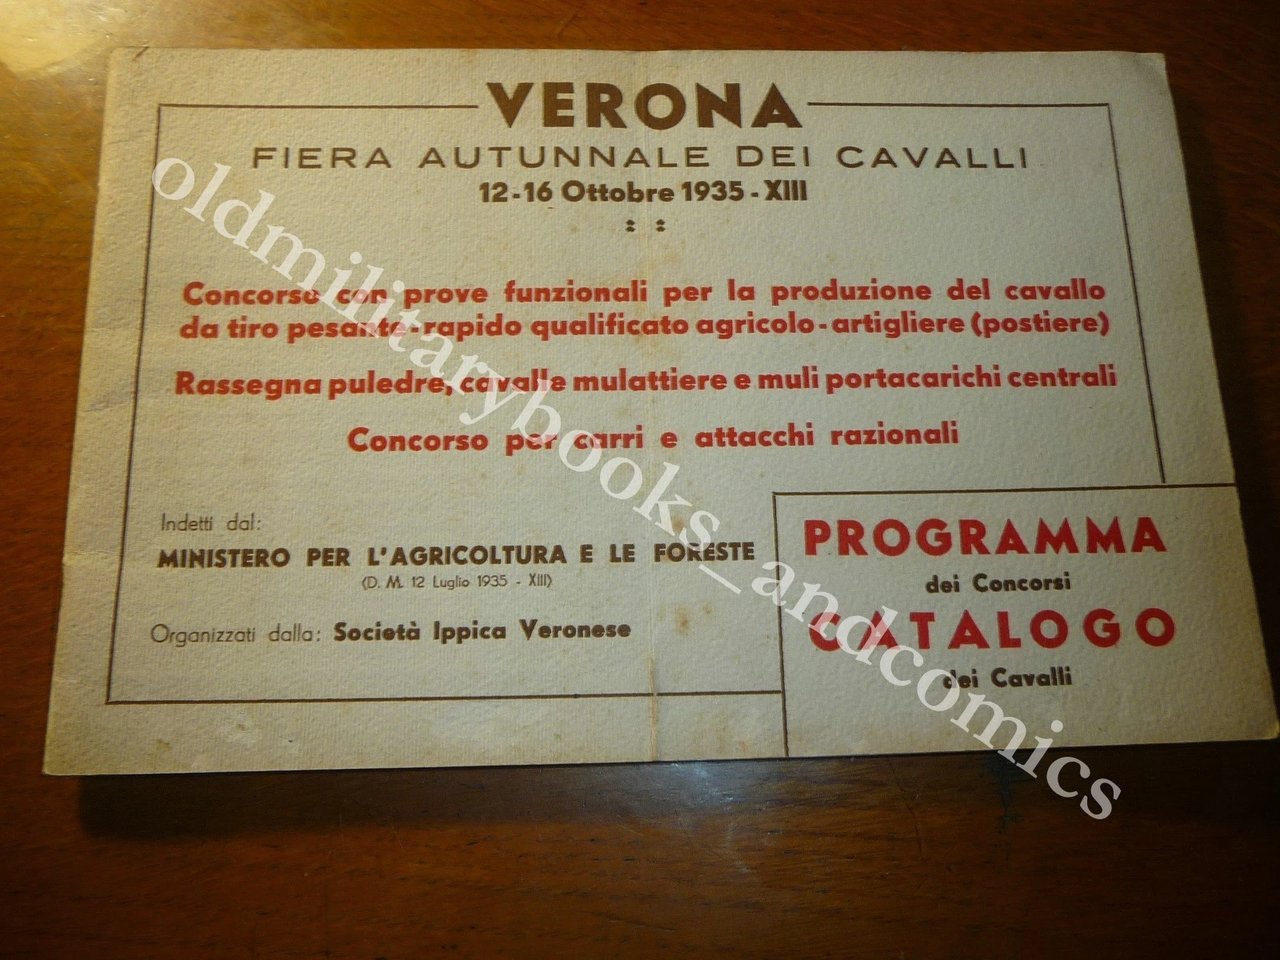 VERONA
FIERA AUTUNNALE DEI CAVALLI
12-16 Ottobre 1935 - XIII
Concorso con prove funzionali per la produzione del cavallo
da tiro pesante-rapido qualificato agricolo-artigliere (postiere)
Rassegna puledre, cavalle mulattiere e muli portacarichi centrali
Concorso per carri e attacchi razionali
Indetti dal:
MINISTERO PER L'AGRICOLTURA E LE FORESTE
(D. M. 12 Luglio 1935 - XIII)
Organizzati dalla: Società Ippica Veronese
PROGRAMMA
dei Concorsi
CATALOGO
dei Cavalli
oldmilitarybooks_andcomics